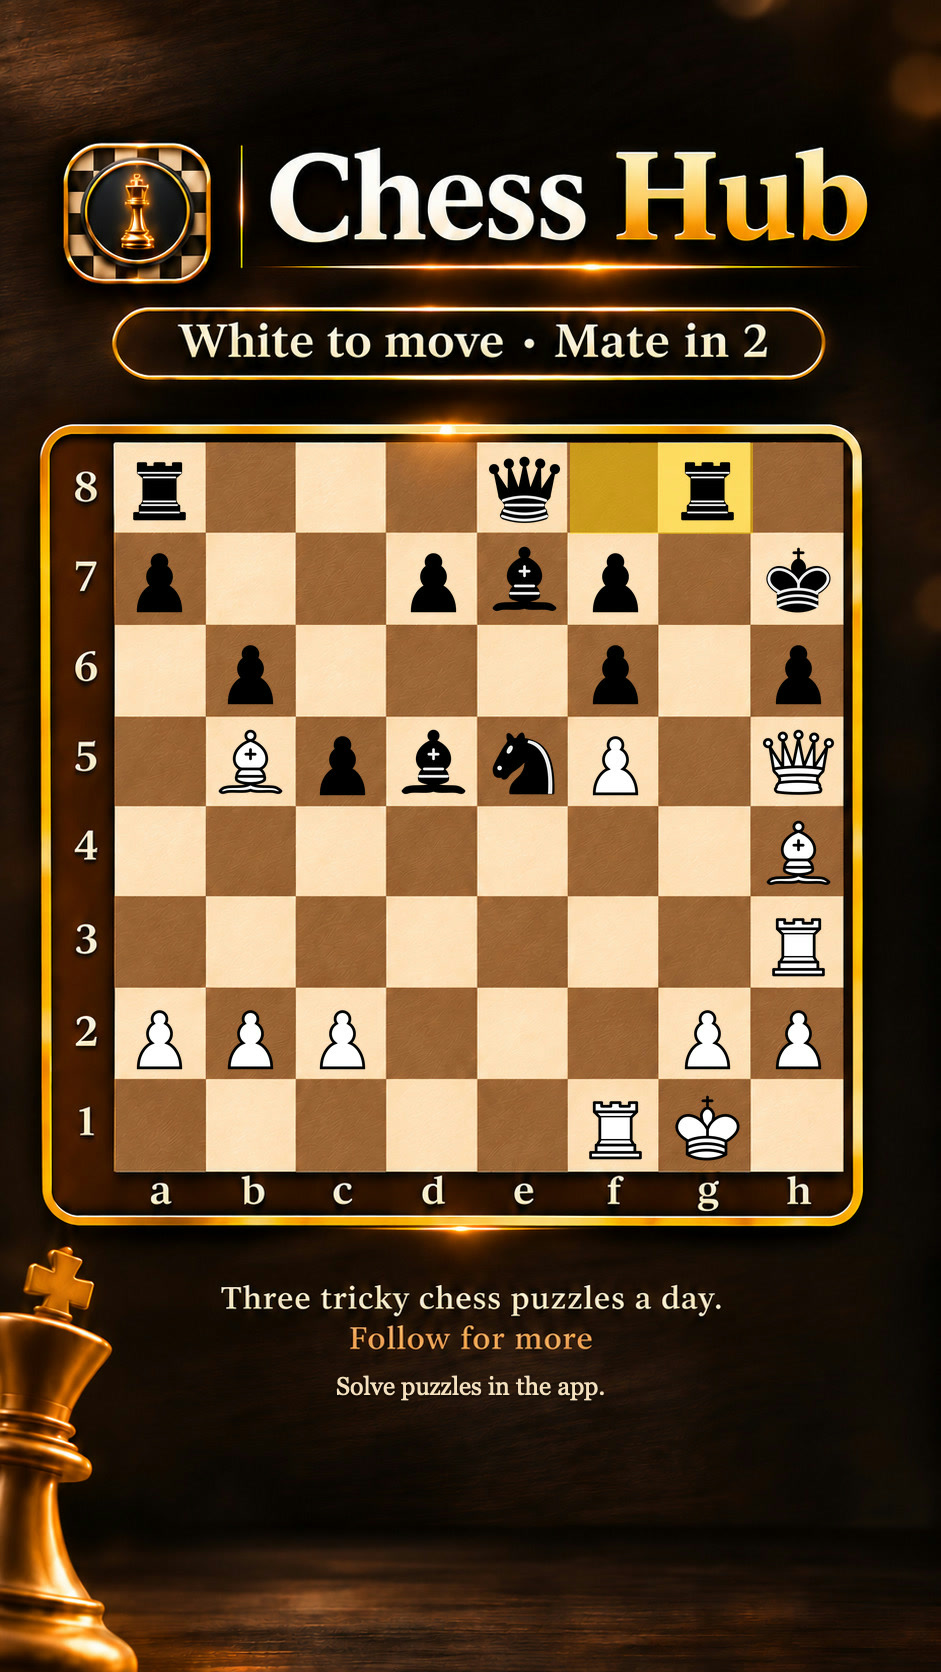 Chess Hub
White to move • Mate in 2
8
7
6
5
4
3
2
1
a b c d e f g h
Three tricky chess puzzles a day.
Follow for more
Solve puzzles in the app.